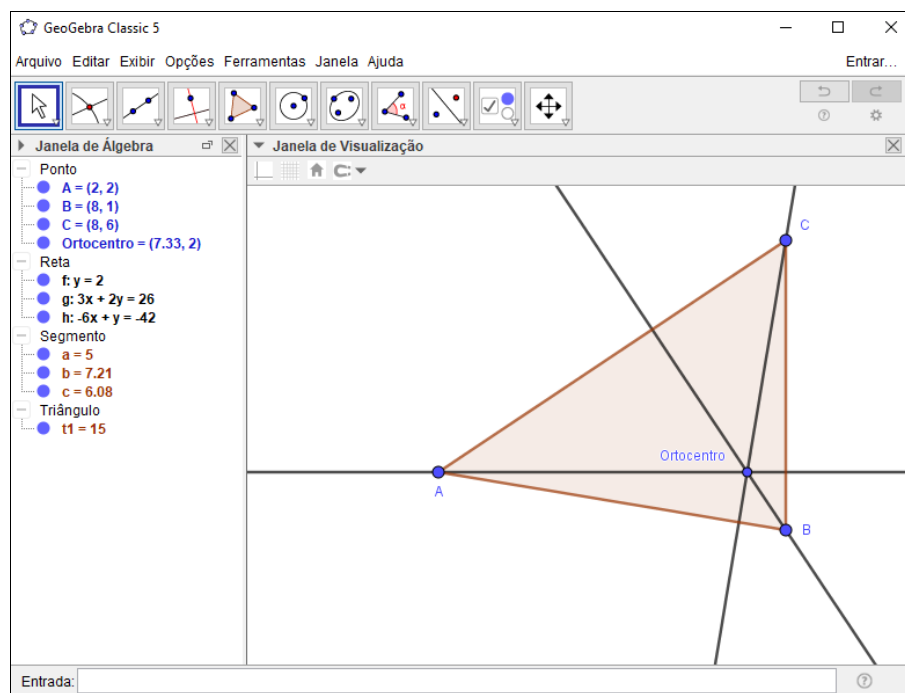 GeoGebra Classic 5
Arquivo Editar Exibir Opções Ferramentas Janela Ajuda Entrar...
Janela de Álgebra
Ponto
A = (2, 2)
B = (8, 1)
C = (8, 6)
Ortocentro = (7.33, 2)
Reta
f: y = 2
g: 3x + 2y = 26
h: -6x + y = -42
Segmento
a = 5
b = 7.21
c = 6.08
Triângulo
t1 = 15
Janela de Visualização
C
Ortocentro
A
B
Entrada: